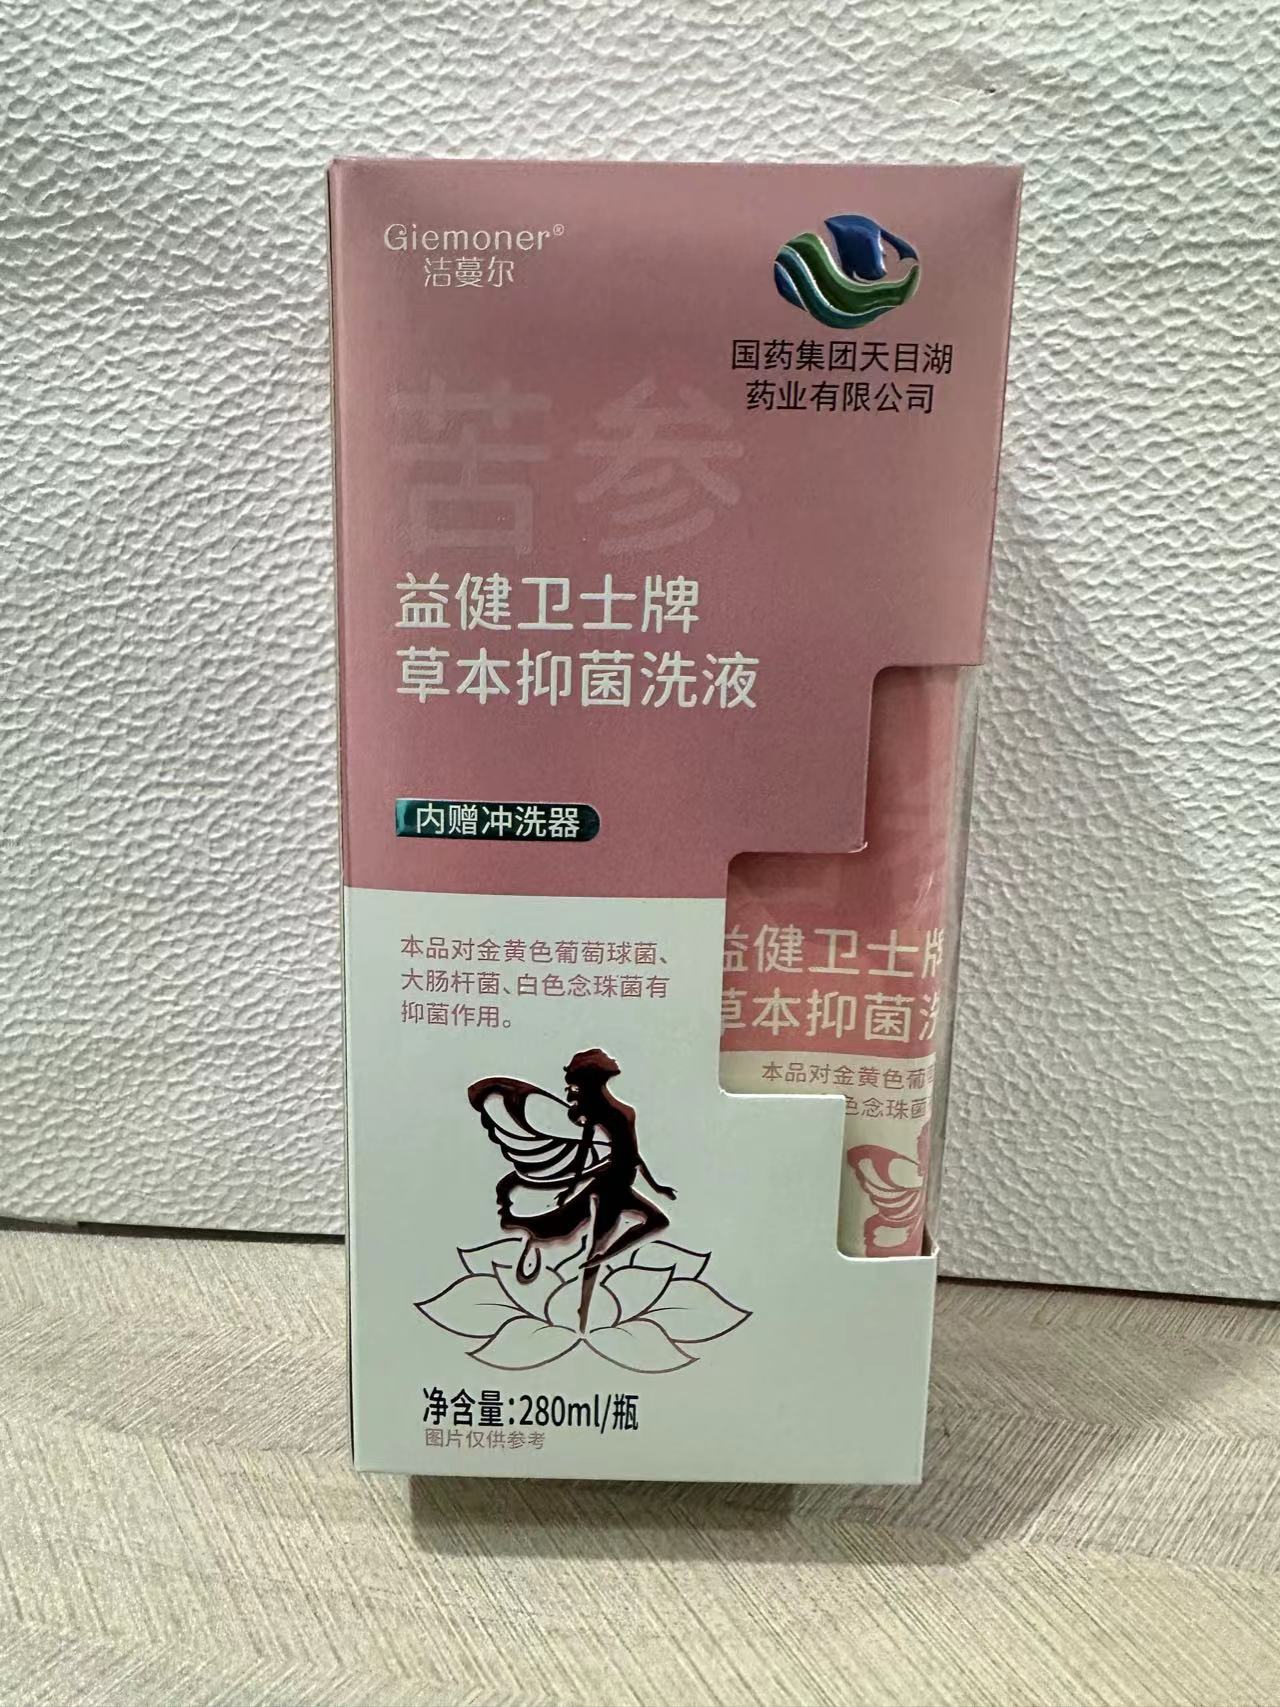 Giemoner®
洁蔓尔
国药集团天目湖
药业有限公司
苦参
益健卫士牌
草本抑菌洗液
内赠冲洗器
本品对金黄色葡萄球菌、
大肠杆菌、白色念珠菌有
抑菌作用。
益健卫士牌
草本抑菌洗
本品对金黄色葡
色念珠菌
净含量:280ml/瓶
图片仅供参考